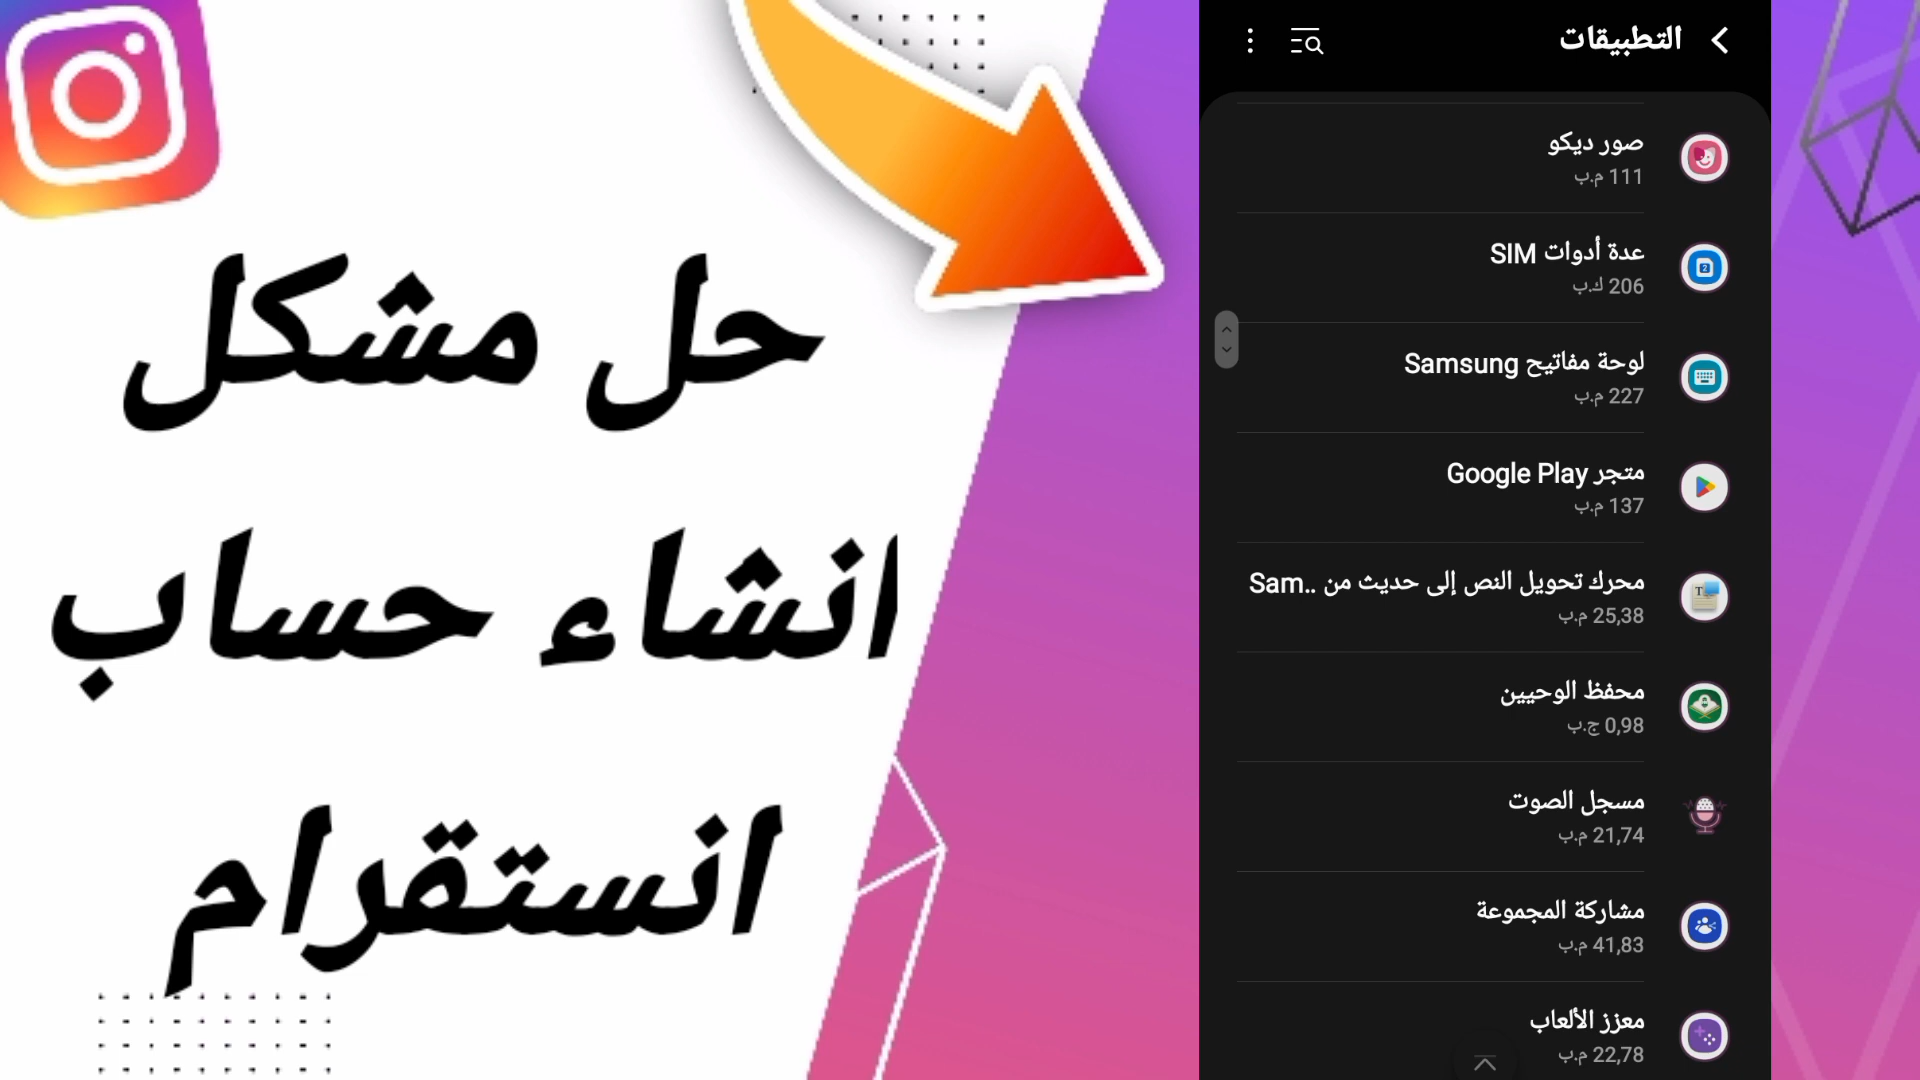 حل مشكل
انشاء حساب
انستقرام
التطبيقات
صور ديكو
111 م.ب
عدة أدوات SIM
206 ك.ب
لوحة مفاتيح Samsung
227 م.ب
متجر Google Play
137 م.ب
محرك تحويل النص إلى حديث من Sam..
25,38 م.ب
محفظ الوحيين
0,98 ج.ب
مسجل الصوت
21,74 م.ب
مشاركة المجموعة
41,83 م.ب
معزز الألعاب
22,78 م.ب